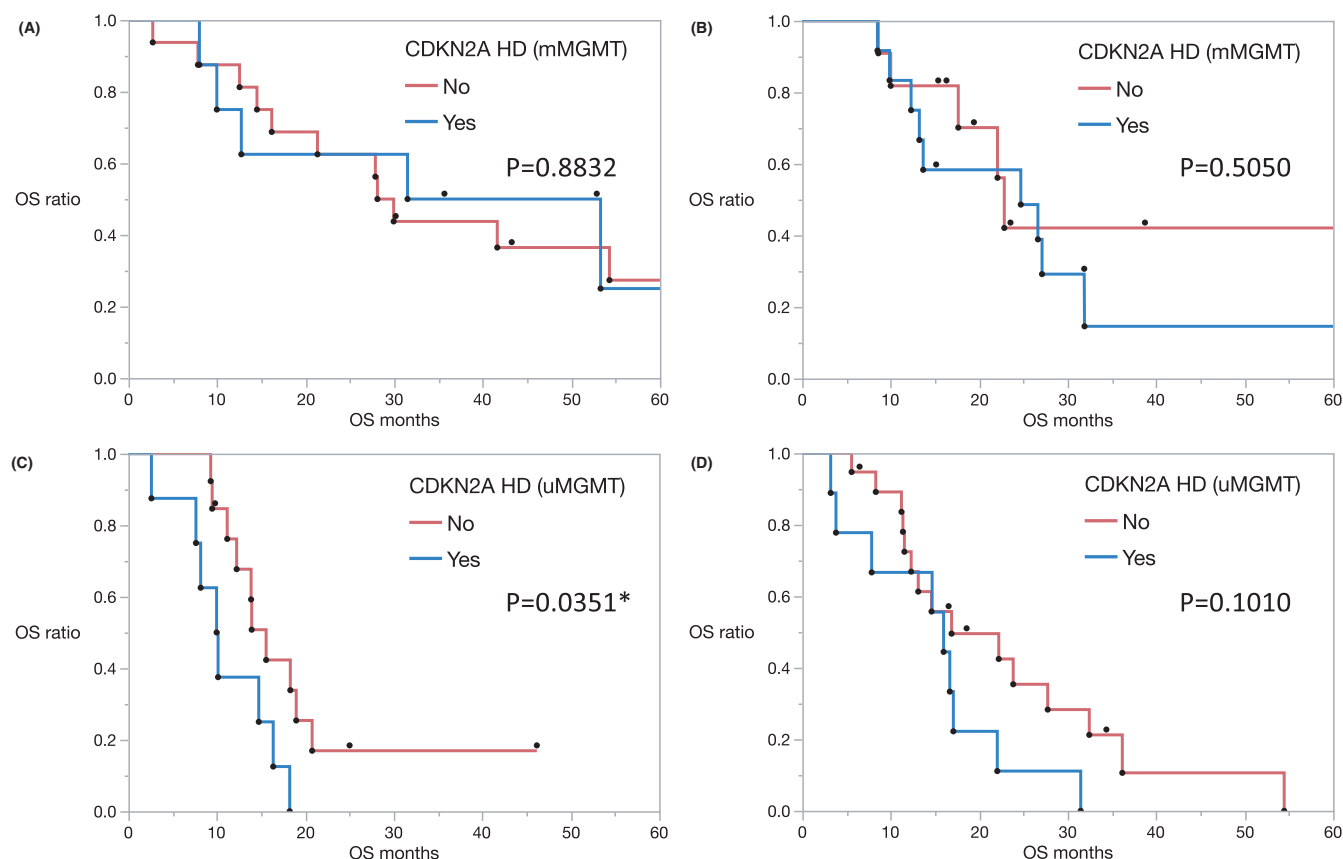 (A)
1.0
0.8
0.6
0.4
0.2
0.0
OS ratio
CDKN2A HD (mMGMT)
No
Yes
P=0.8832
0 10 20 30 40 50 60
OS months
(B)
1.0
0.8
0.6
0.4
0.2
0.0
OS ratio
CDKN2A HD (mMGMT)
No
Yes
P=0.5050
0 10 20 30 40 50 60
OS months
(C)
1.0
0.8
0.6
0.4
0.2
0.0
OS ratio
CDKN2A HD (uMGMT)
No
Yes
P=0.0351*
0 10 20 30 40 50 60
OS months
(D)
1.0
0.8
0.6
0.4
0.2
0.0
OS ratio
CDKN2A HD (uMGMT)
No
Yes
P=0.1010
0 10 20 30 40 50 60
OS months